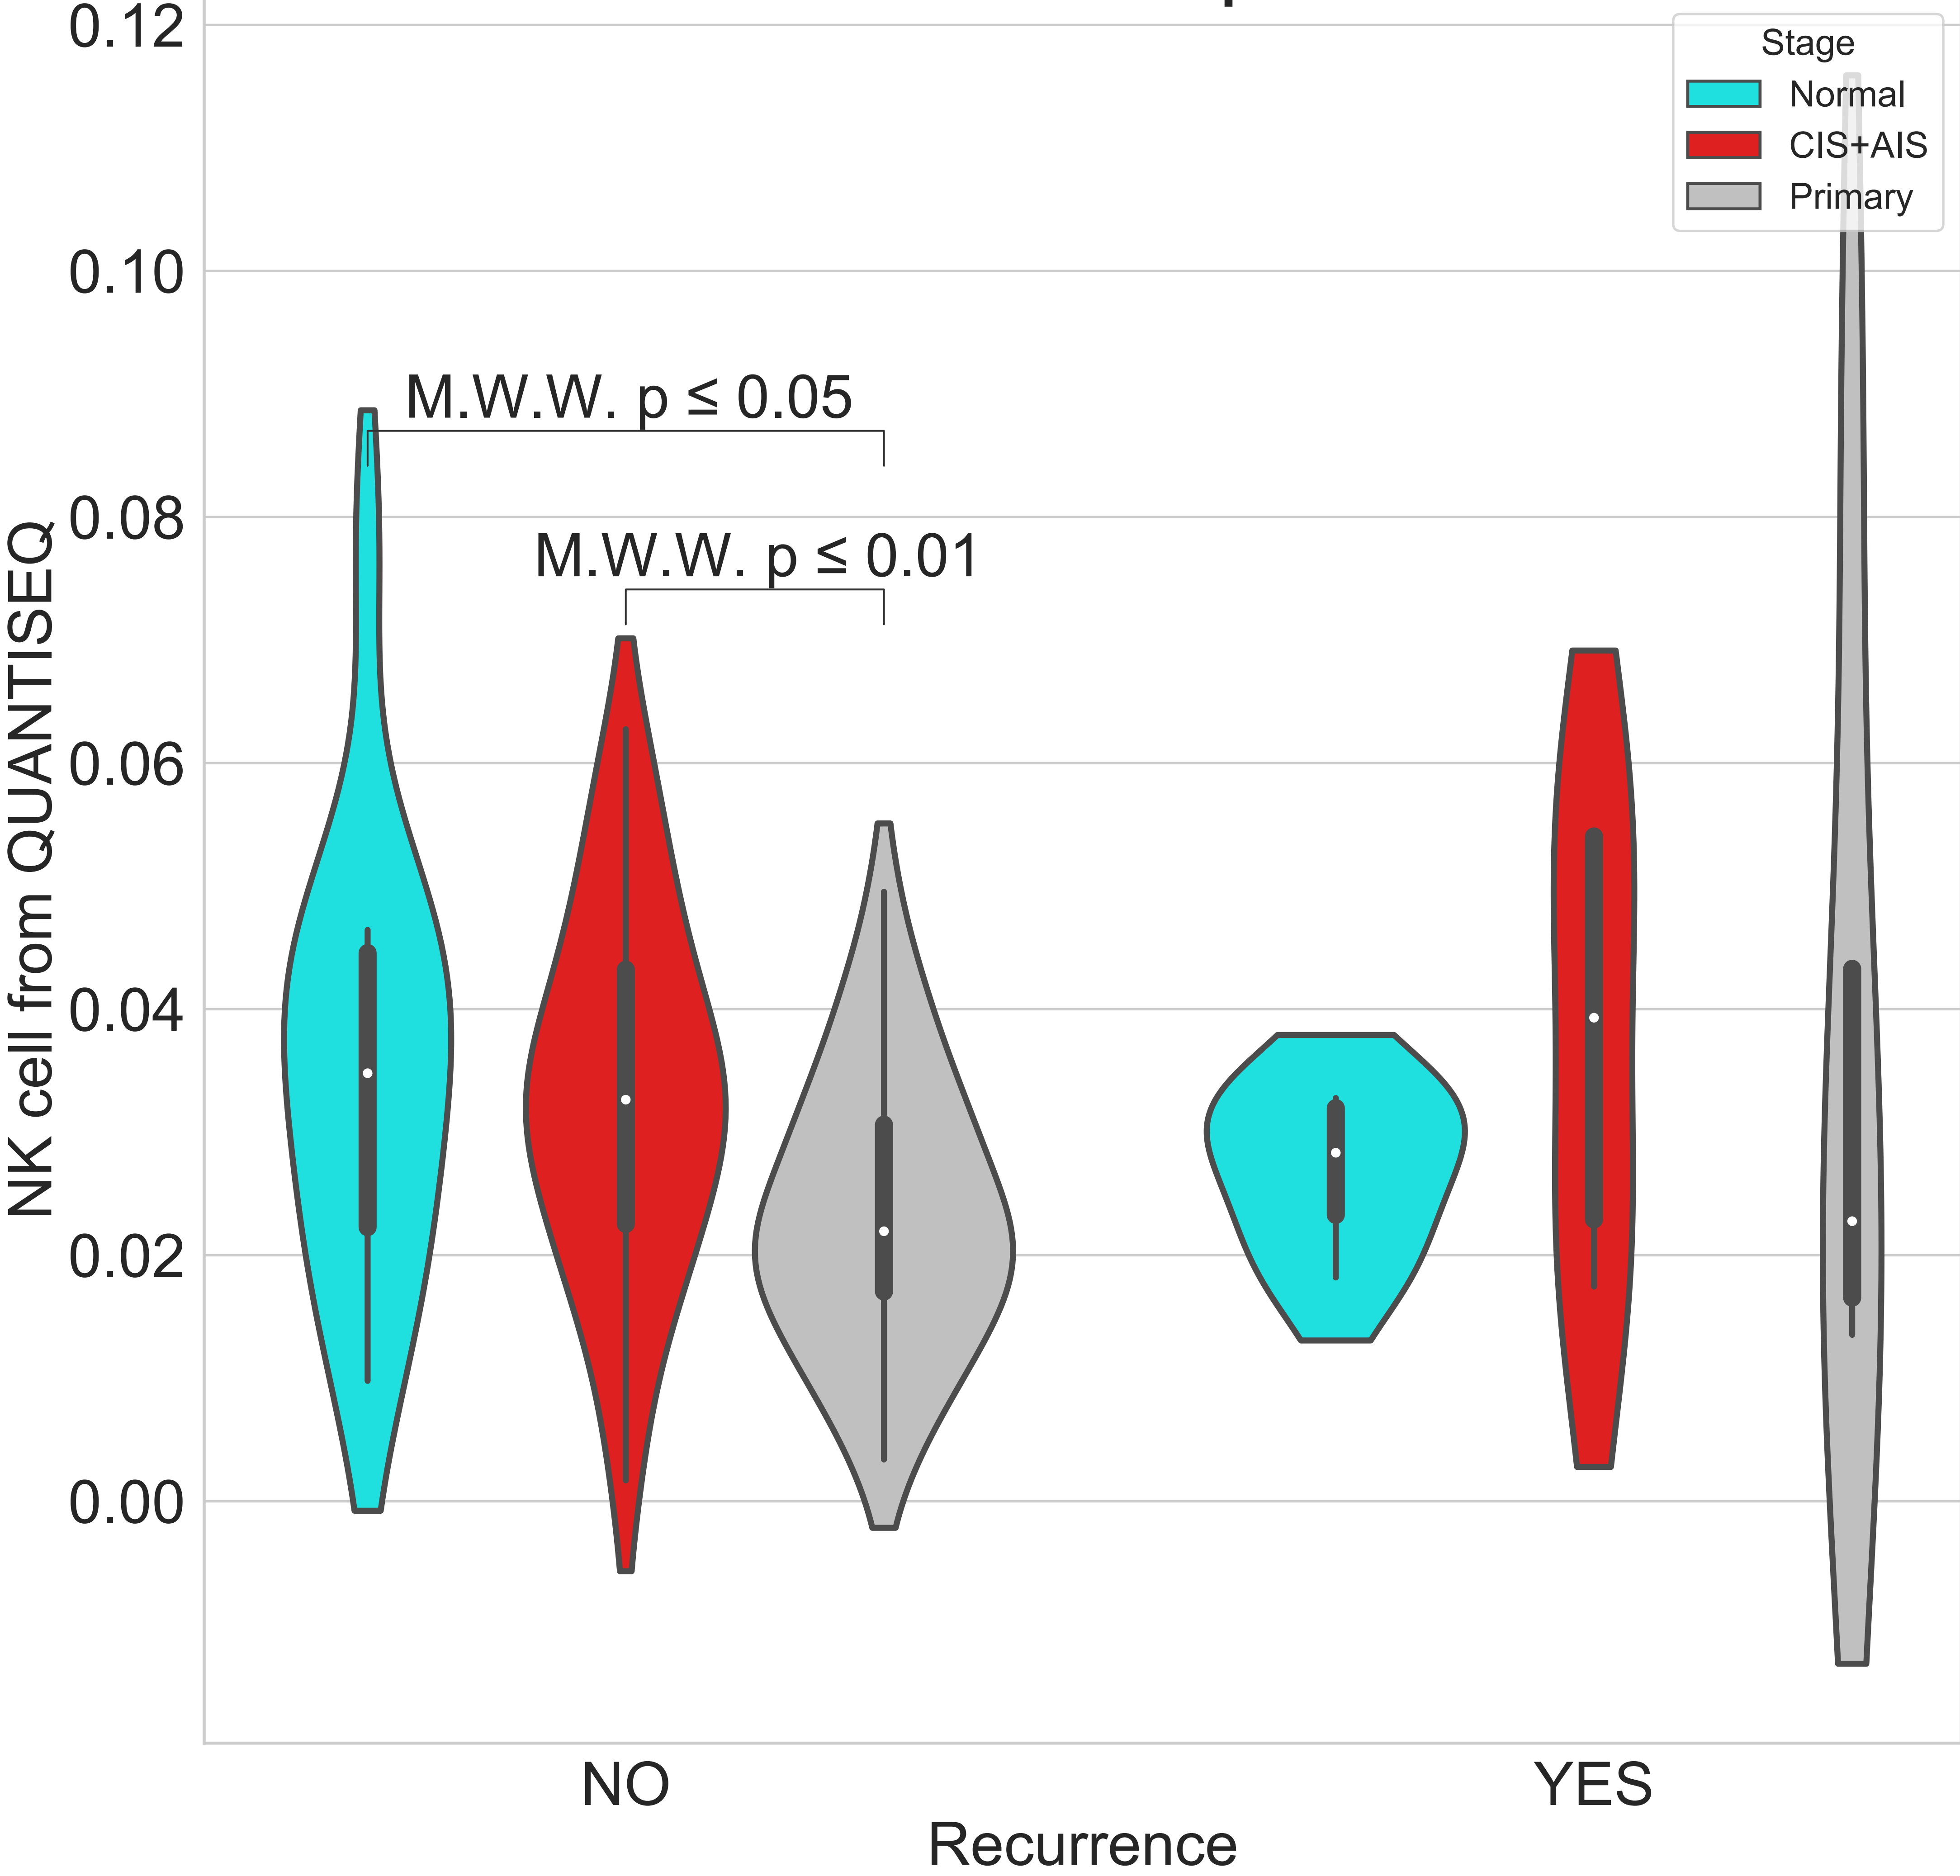 0.12
0.10
0.08
0.06
0.04
0.02
0.00
NK cell from QUANTISEQ
Stage
Normal
CIS+AIS
Primary
M.W.W. p ≤ 0.05
M.W.W. p ≤ 0.01
NO
YES
Recurrence